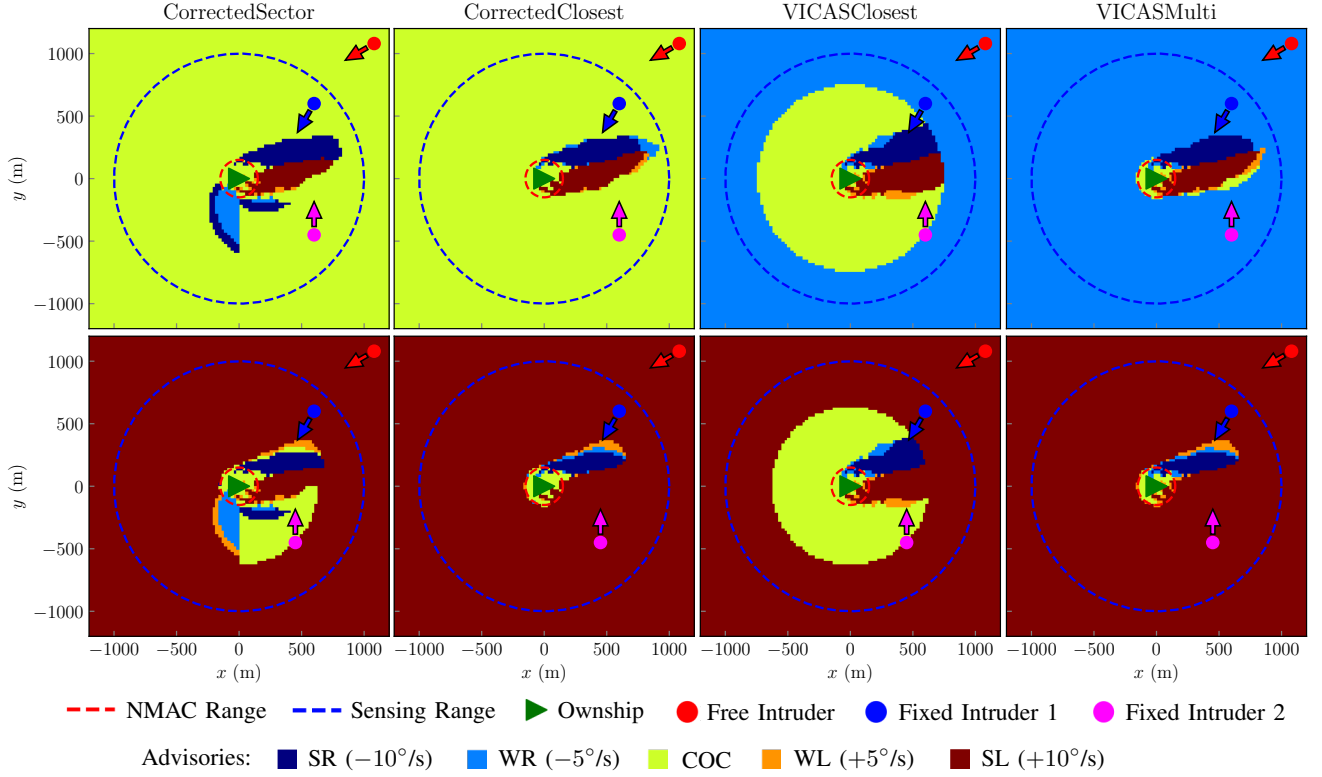 CorrectedSector CorrectedClosest VICASClosest VICASMulti
1000
500
0
−500
−1000
y (m)
1000
500
0
−500
−1000
y (m)
−1000 −500 0 500 1000 −1000 −500 0 500 1000 −1000 −500 0 500 1000 −1000 −500 0 500 1000
x (m) x (m) x (m) x (m)
NMAC Range Sensing Range Ownship Free Intruder Fixed Intruder 1 Fixed Intruder 2
Advisories: SR (−10°/s) WR (−5°/s) COC WL (+5°/s) SL (+10°/s)